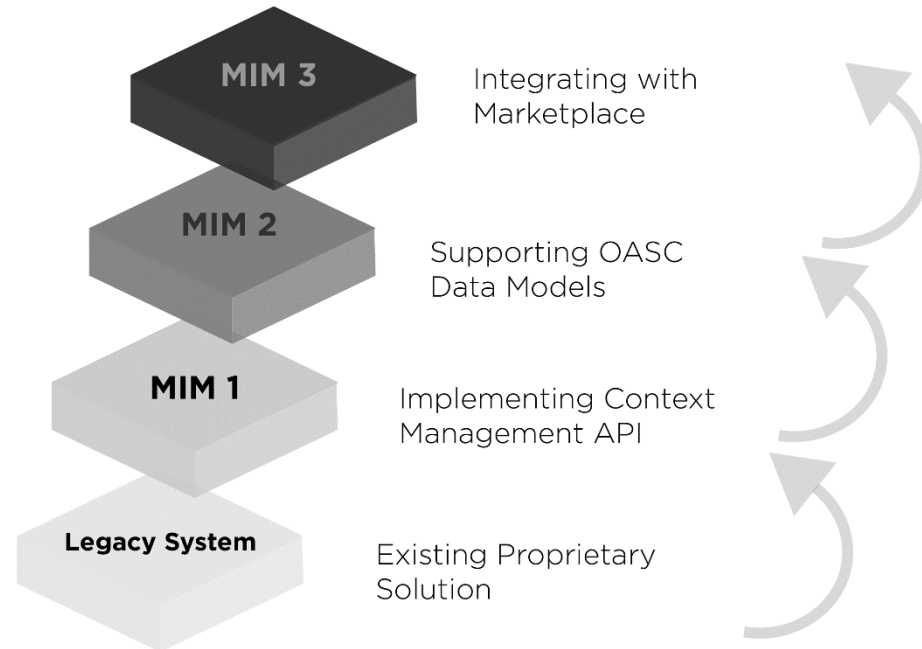 MIM 3
Integrating with
Marketplace
MIM 2
Supporting OASC
Data Models
MIM 1
Implementing Context
Management API
Legacy System
Existing Proprietary
Solution